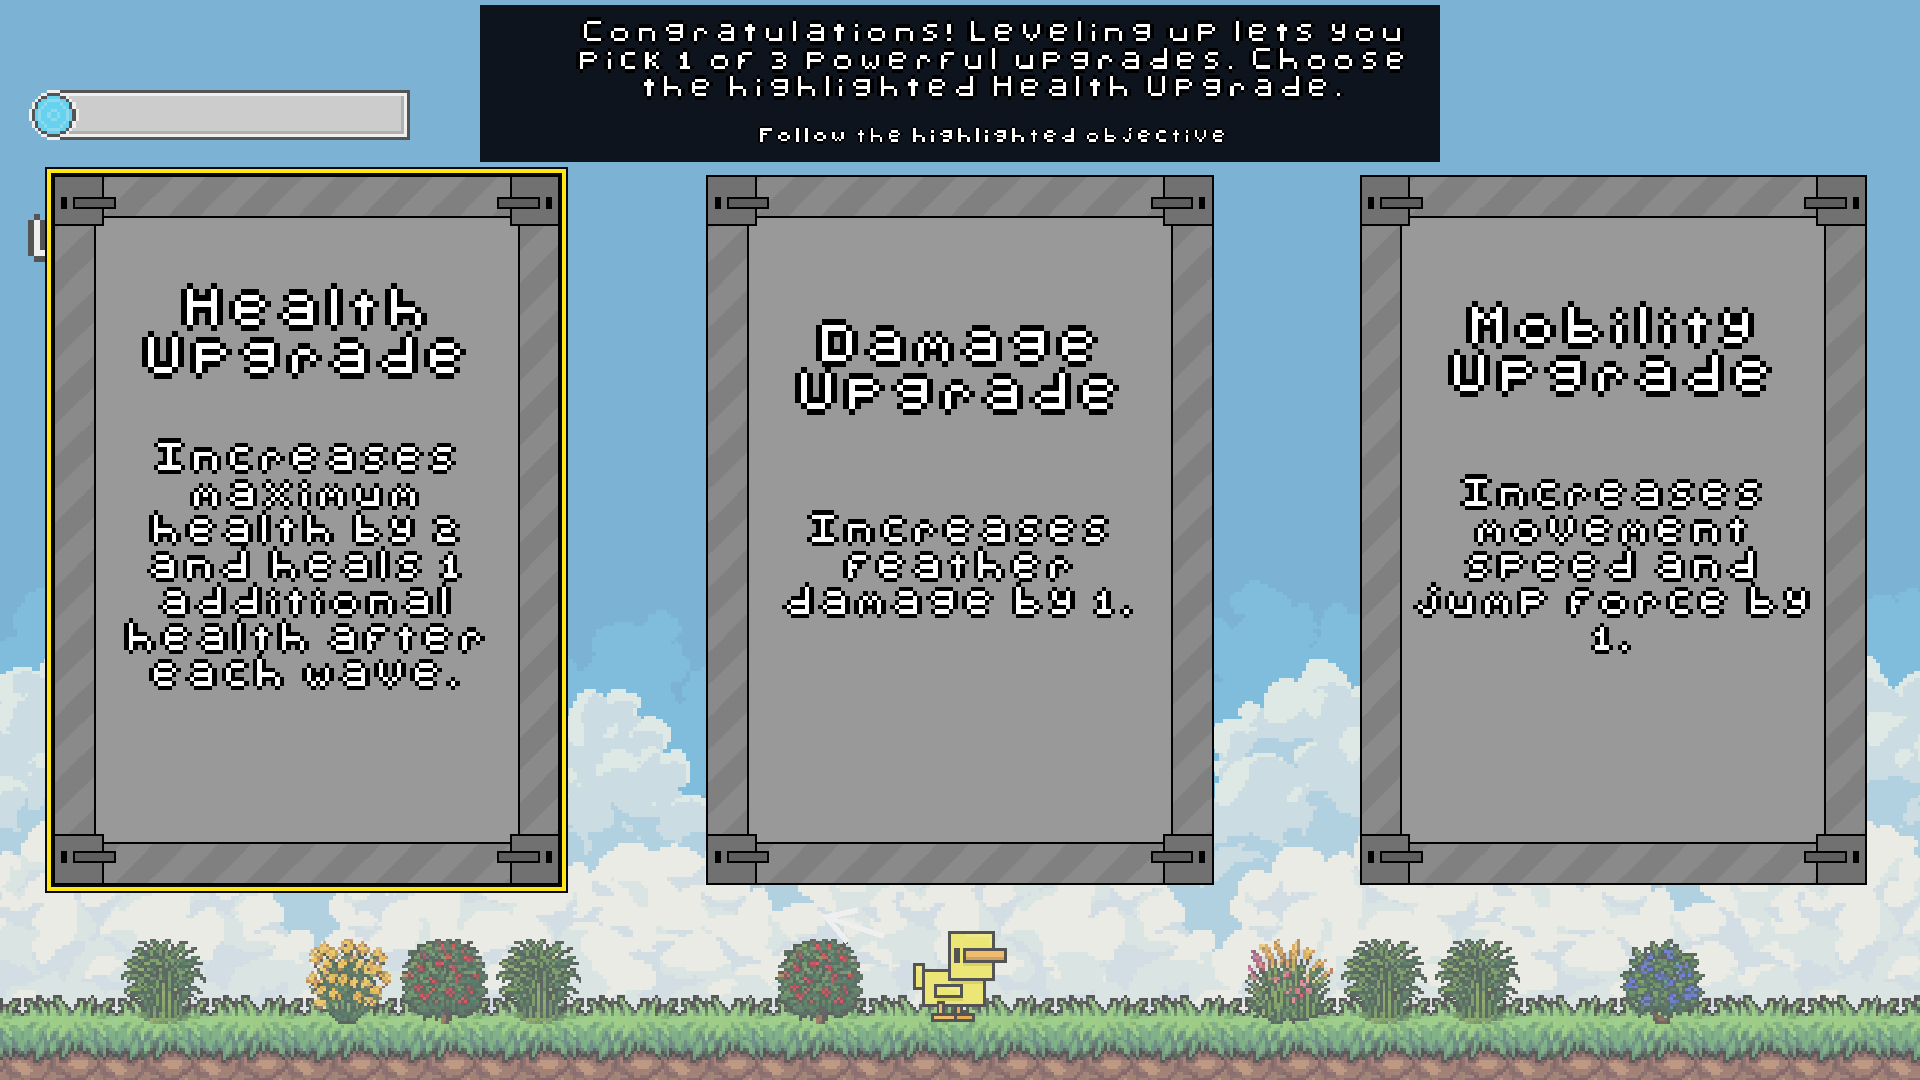 Congratulations! Leveling up lets you
pick 1 of 3 powerful upgrades. Choose
the highlighted Health Upgrade.
Follow the highlighted objective
Health
Upgrade
Increases
maximum
health by 2
and heals 1
additional
health after
each wave.
Damage
Upgrade
Increases
feather
damage by 1.
Mobility
Upgrade
Increases
movement
speed and
jump force by
1.